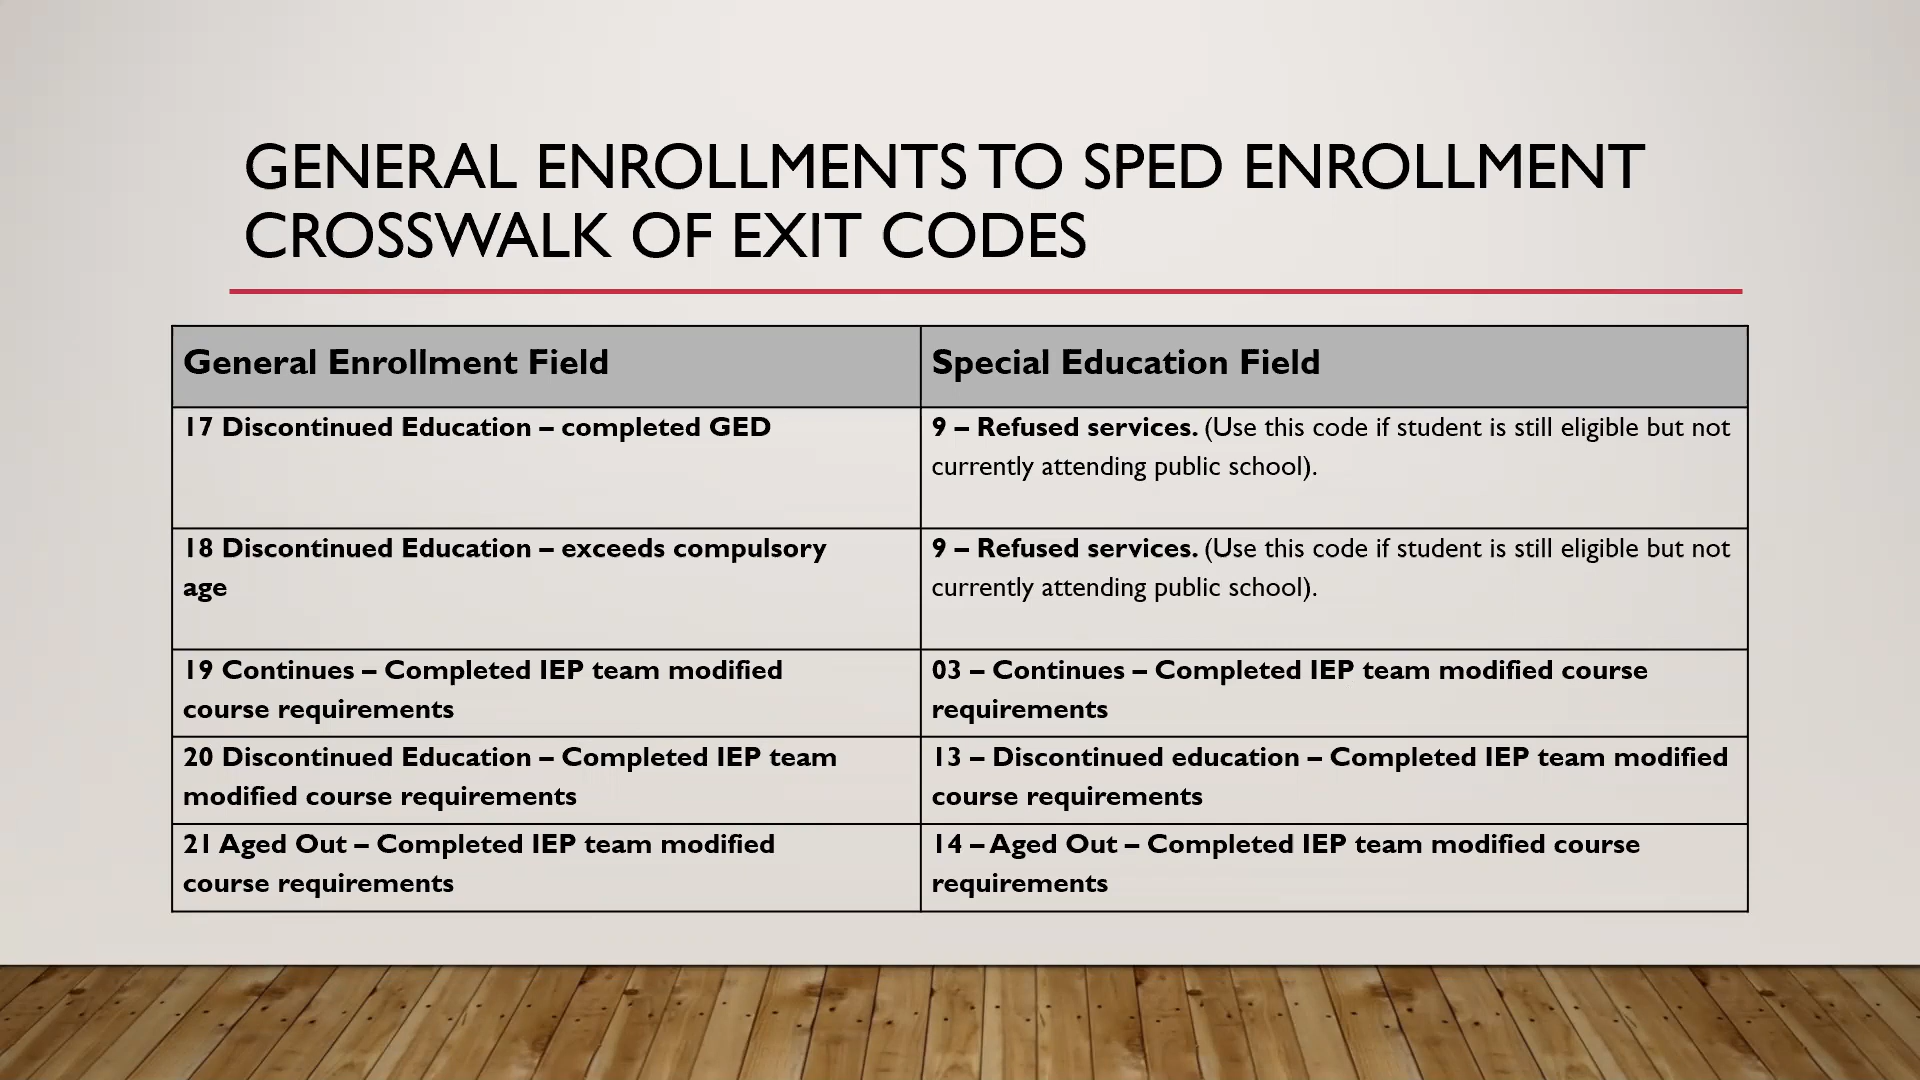 GENERAL ENROLLMENTS TO SPED ENROLLMENT
CROSSWALK OF EXIT CODES
General Enrollment Field
Special Education Field
17 Discontinued Education – completed GED
9 – Refused services. (Use this code if student is still eligible but not
currently attending public school).
18 Discontinued Education – exceeds compulsory
age
9 – Refused services. (Use this code if student is still eligible but not
currently attending public school).
19 Continues – Completed IEP team modified
course requirements
03 – Continues – Completed IEP team modified course
requirements
20 Discontinued Education – Completed IEP team
modified course requirements
13 – Discontinued education – Completed IEP team modified
course requirements
21 Aged Out – Completed IEP team modified
course requirements
14 – Aged Out – Completed IEP team modified course
requirements